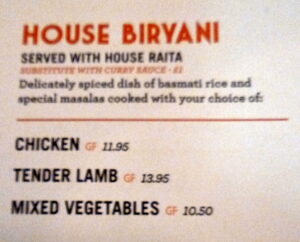 HOUSE BIRYANI
SERVED WITH HOUSE RAITA
SUBSTITUTE WITH CURRY SAUCE - £1
Delicately spiced dish of basmati rice and
special masalas cooked with your choice of:
CHICKEN GF 11.95
TENDER LAMB GF 13.95
MIXED VEGETABLES GF 10.50